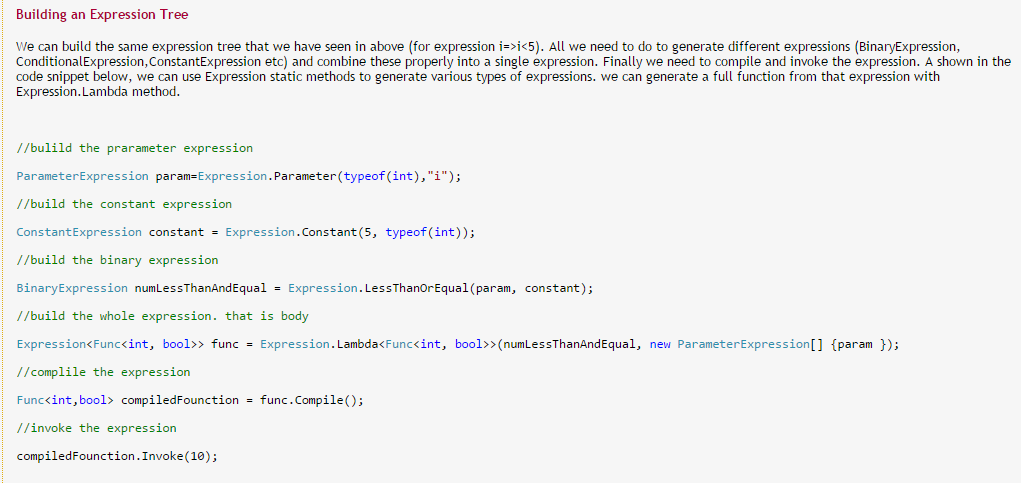 Building an Expression Tree
We can build the same expression tree that we have seen in above (for expression i=>i<5). All we need to do to generate different expressions (BinaryExpression,
ConditionalExpression,ConstantExpression etc) and combine these properly into a single expression. Finally we need to compile and invoke the expression. A shown in the
code snippet below, we can use Expression static methods to generate various types of expressions. we can generate a full function from that expression with
Expression.Lambda method.
//bulild the prarameter expression
ParameterExpression param=Expression.Parameter(typeof(int),"i");
//build the constant expression
ConstantExpression constant = Expression.Constant(5, typeof(int));
//build the binary expression
BinaryExpression numLessThanAndEqual = Expression.LessThanOrEqual(param, constant);
//build the whole expression. that is body
Expression<Func<int, bool>> func = Expression.Lambda<Func<int, bool>>(numLessThanAndEqual, new ParameterExpression[] {param });
//complile the expression
Func<int,bool> compiledFounction = func.Compile();
//invoke the expression
compiledFounction.Invoke(10);